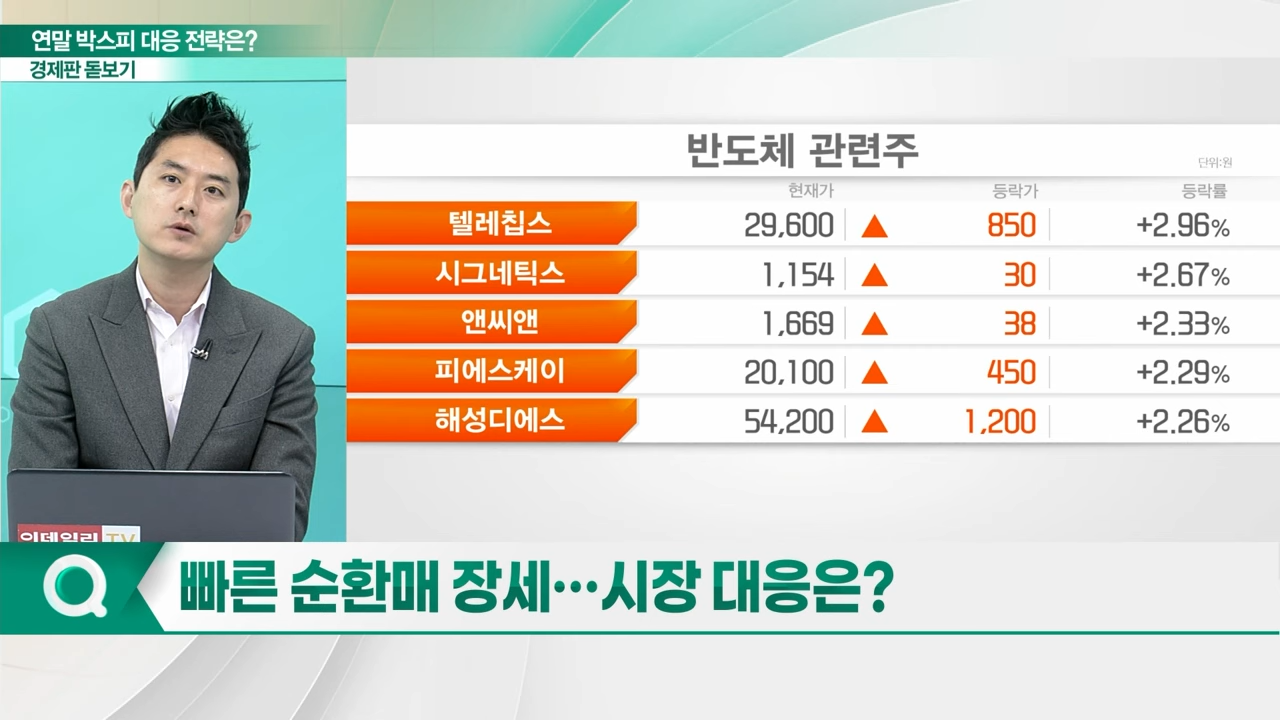 연말 박스피 대응 전략은?
경제판 돋보기
반도체 관련주
단위:원
현재가 등락가 등락률
텔레칩스 29,600 ▲ 850 +2.96%
시그네틱스 1,154 ▲ 30 +2.67%
앤씨앤 1,669 ▲ 38 +2.33%
피에스케이 20,100 ▲ 450 +2.29%
해성디에스 54,200 ▲ 1,200 +2.26%
이데일리 TV
Q 빠른 순환매 장세…시장 대응은?